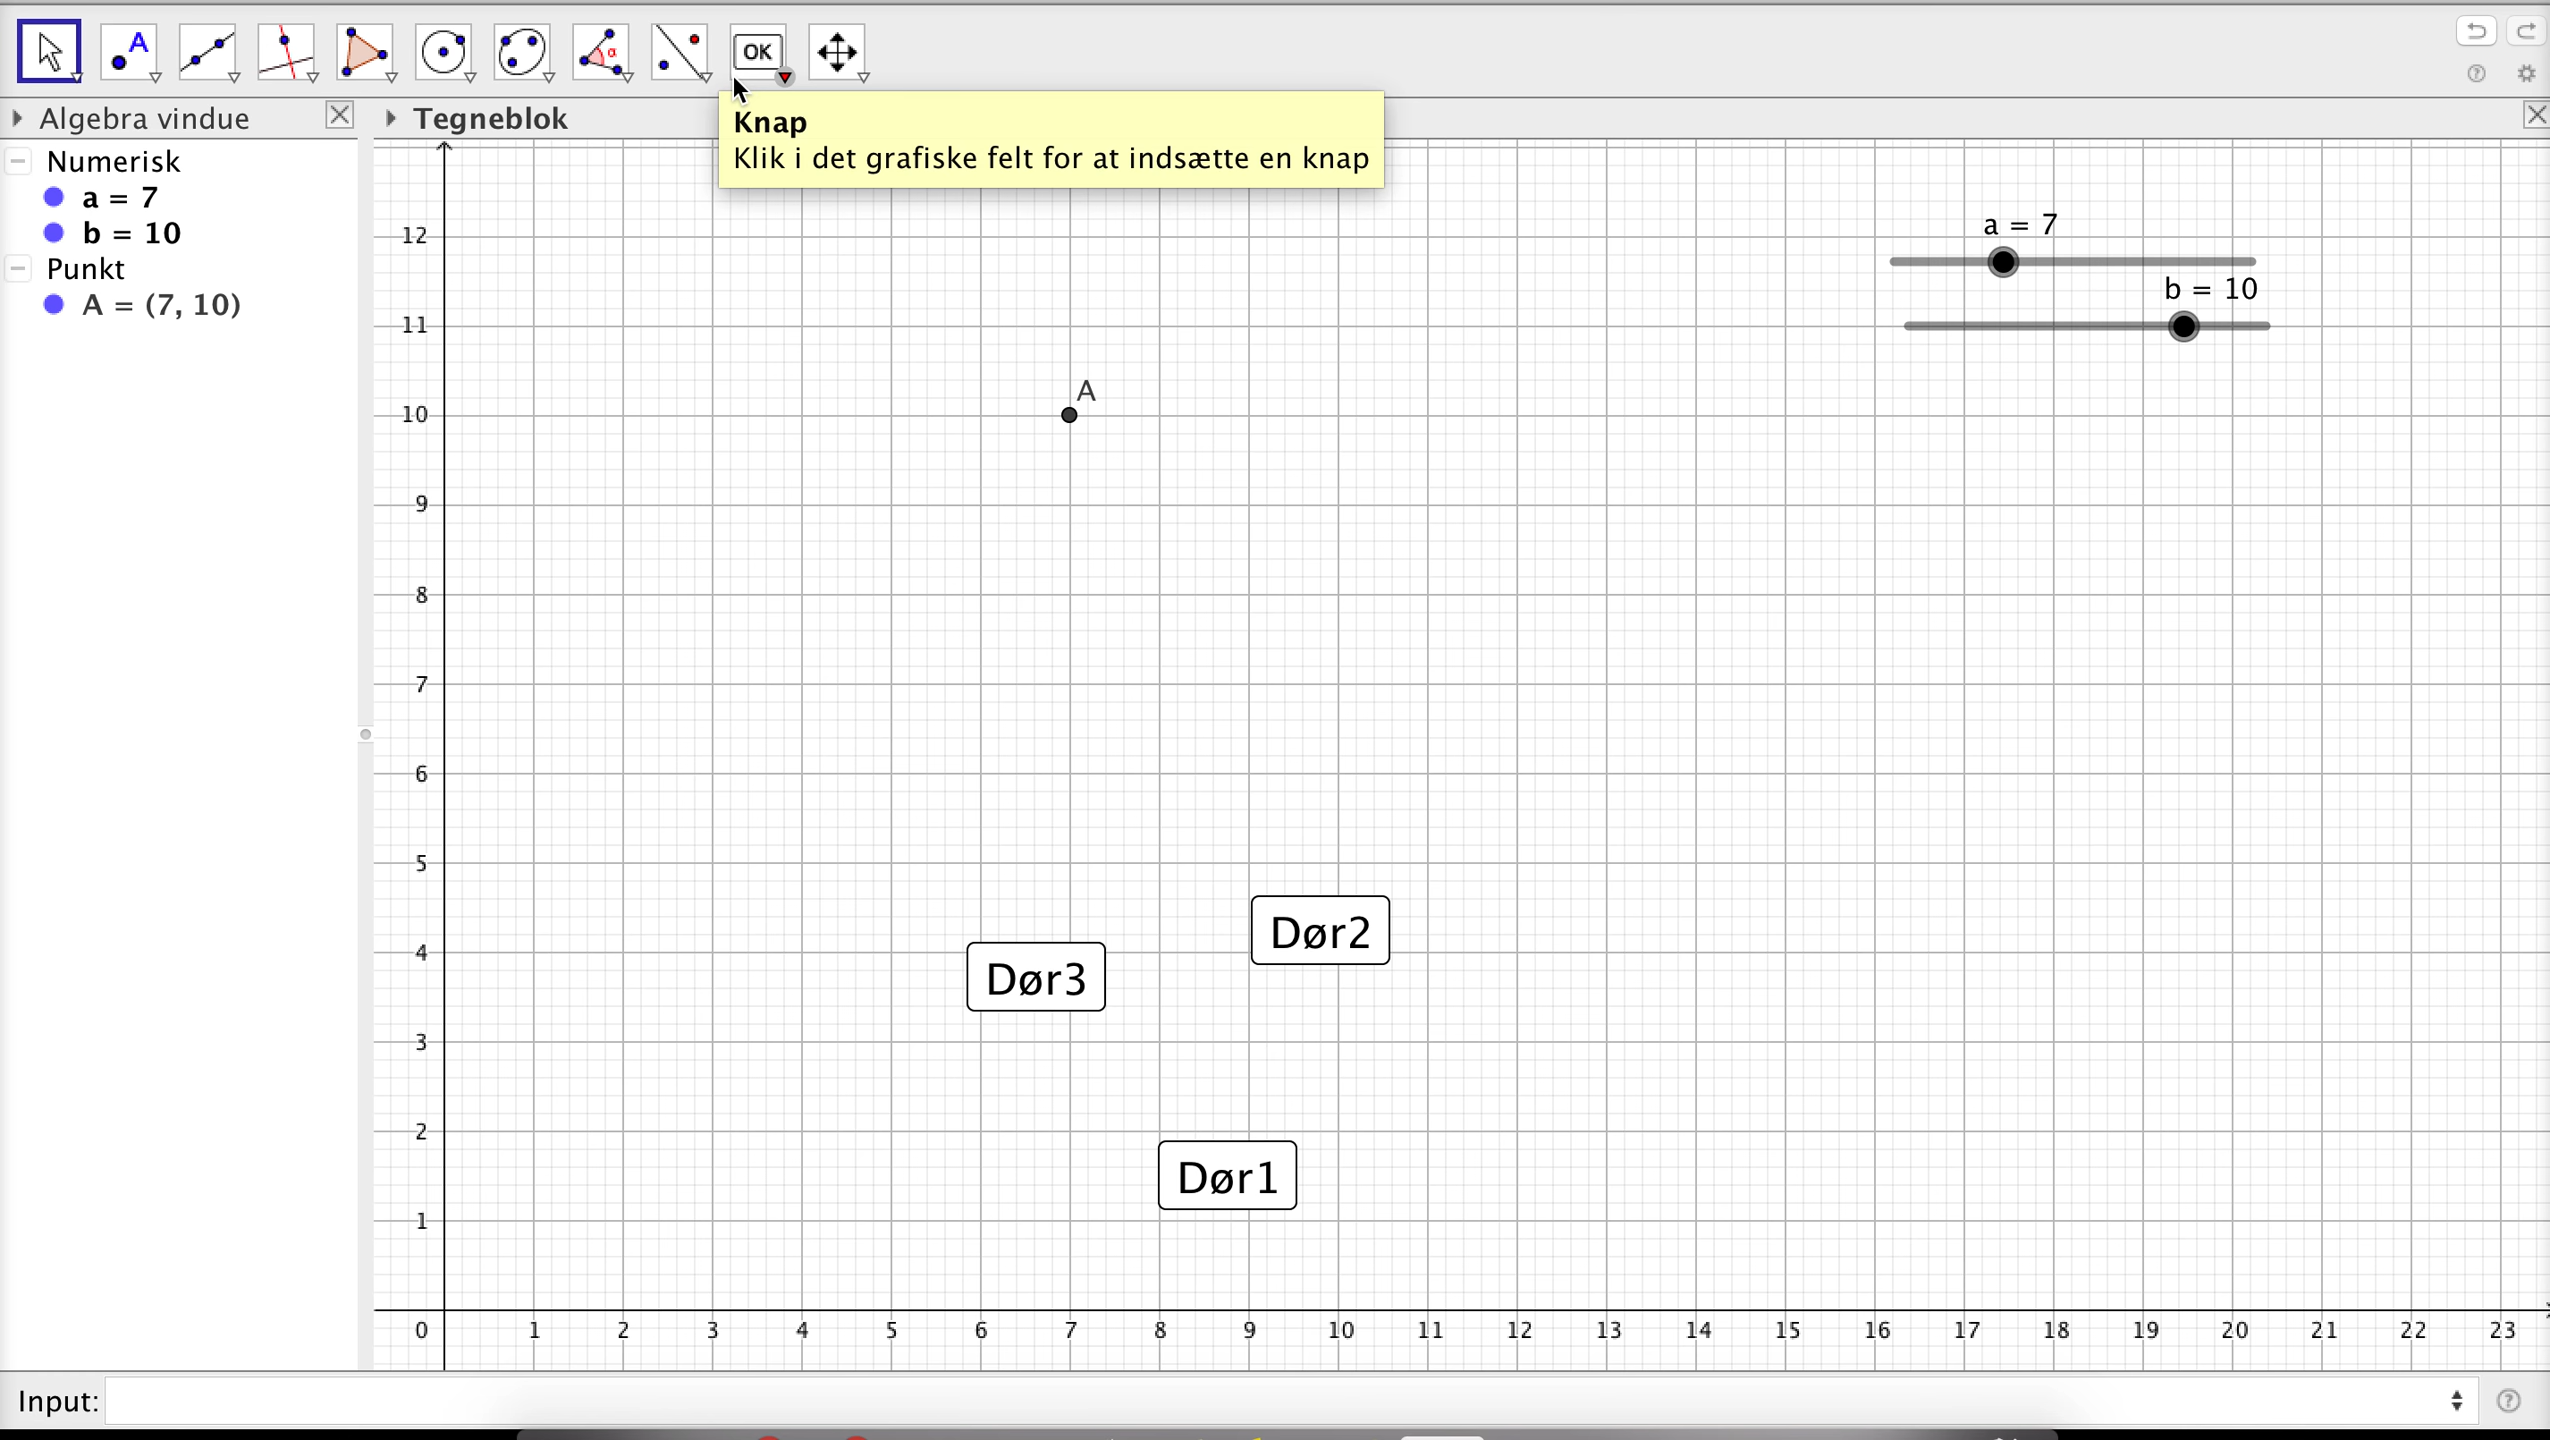 A
α
OK
Algebra vindue
Tegneblok
Knap
Klik i det grafiske felt for at indsætte en knap
Numerisk
a = 7
b = 10
Punkt
A = (7, 10)
a = 7
b = 10
A
Dør2
Dør3
Dør1
12
11
10
9
8
7
6
5
4
3
2
1
0 1 2 3 4 5 6 7 8 9 10 11 12 13 14 15 16 17 18 19 20 21 22 23
Input: